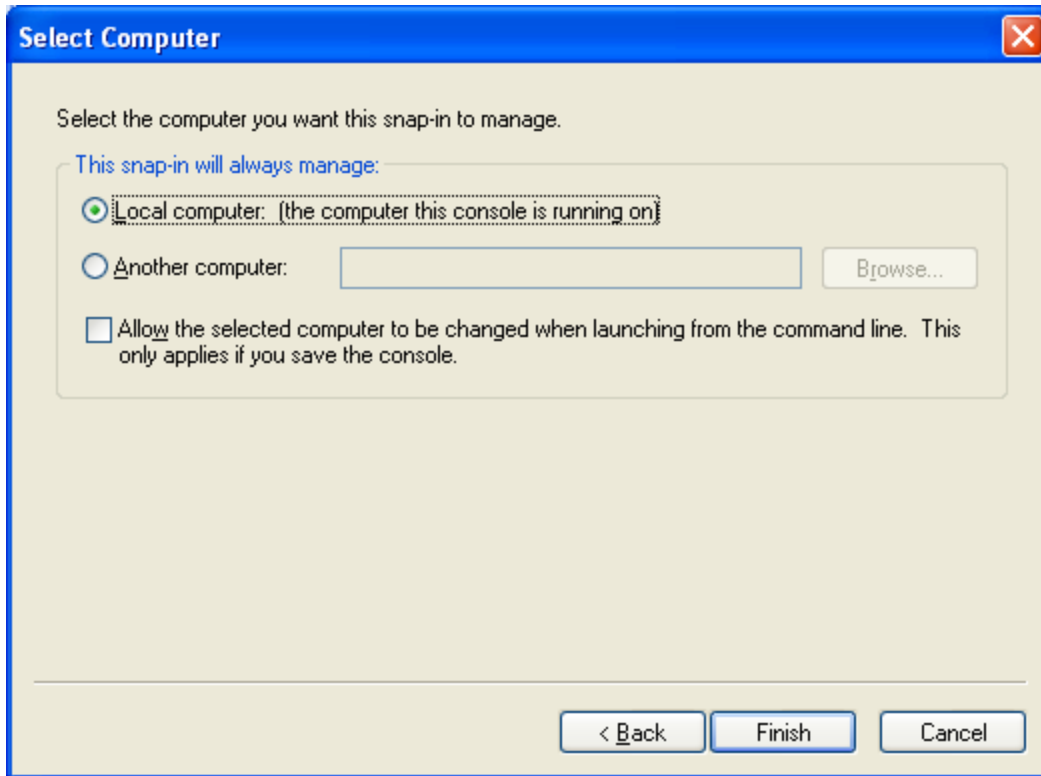 Select Computer
Select the computer you want this snap-in to manage.
This snap-in will always manage:
Local computer: (the computer this console is running on)
Another computer:
Browse...
Allow the selected computer to be changed when launching from the command line. This
only applies if you save the console.
< Back
Finish
Cancel